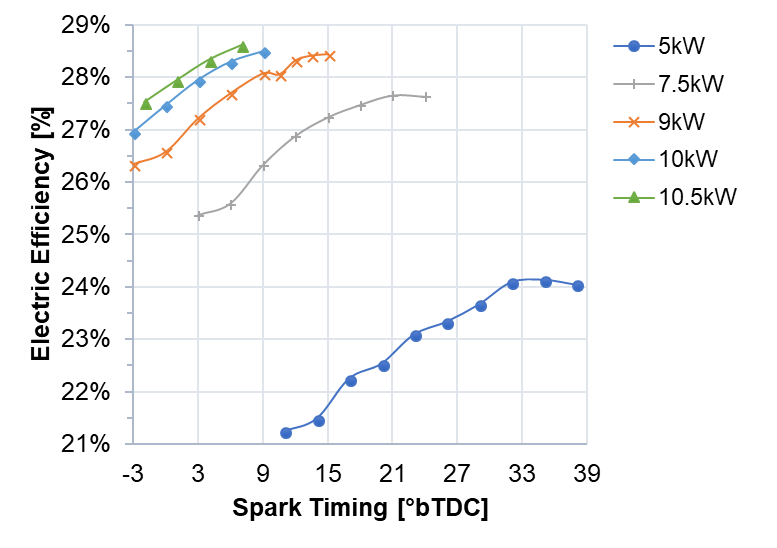 29%
28%
27%
26%
25%
24%
23%
22%
21%
Electric Efficiency [%]
-3 3 9 15 21 27 33 39
Spark Timing [°bTDC]
5kW
7.5kW
9kW
10kW
10.5kW